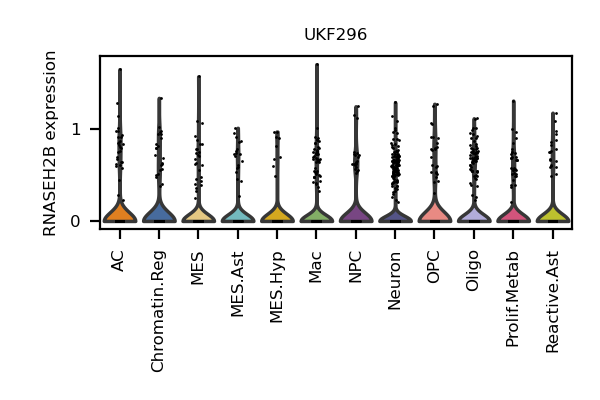 UKF296
RNASEH2B expression
1
0
AC
Chromatin.Reg
MES
MES.Ast
MES.Hyp
Mac
NPC
Neuron
OPC
Oligo
Prolif.Metab
Reactive.Ast